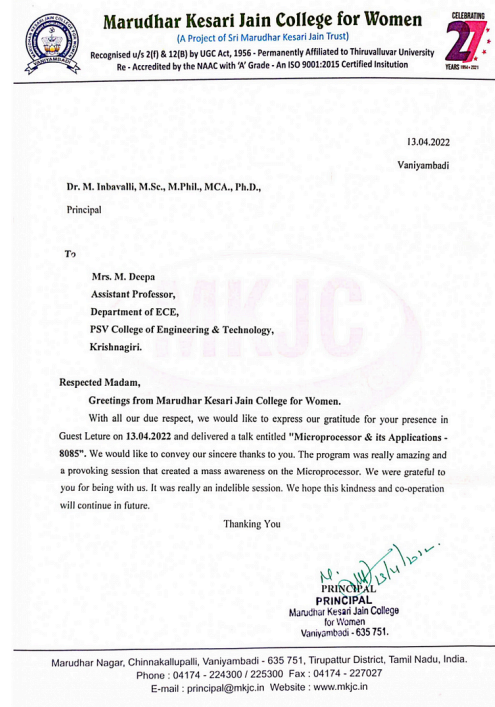 Marudhar Kesari Jain College for Women
(A Project of Sri Marudhar Kesari Jain Trust)
Recognised u/s 2(f) & 12(B) by UGC Act, 1956 - Permanently Affiliated to Thiruvalluvar University
Re - Accredited by the NAAC with 'A' Grade - An ISO 9001:2015 Certified Insitution
CELEBRATING
27
YEARS 1994-2021
VANIYAMBADI
13.04.2022
Vaniyambadi
Dr. M. Inbavalli, M.Sc., M.Phil., MCA., Ph.D.,
Principal
To
Mrs. M. Deepa
Assistant Professor,
Department of ECE,
PSV College of Engineering & Technology,
Krishnagiri.
MKJC
Respected Madam,
Greetings from Marudhar Kesari Jain College for Women.
With all our due respect, we would like to express our gratitude for your presence in
Guest Leture on 13.04.2022 and delivered a talk entitled "Microprocessor & its Applications -
8085". We would like to convey our sincere thanks to you. The program was really amazing and
a provoking session that created a mass awareness on the Microprocessor. We were grateful to
you for being with us. It was really an indelible session. We hope this kindness and co-operation
will continue in future.
Thanking You
13/4/2022
PRINCIPAL
PRINCIPAL
Marudhar Kesari Jain College
for Women
Vaniyambadi - 635 751.
Marudhar Nagar, Chinnakallupalli, Vaniyambadi - 635 751, Tirupattur District, Tamil Nadu, India.
Phone : 04174 - 224300 / 225300 Fax : 04174 - 227027
E-mail : principal@mkjc.in Website : www.mkjc.in